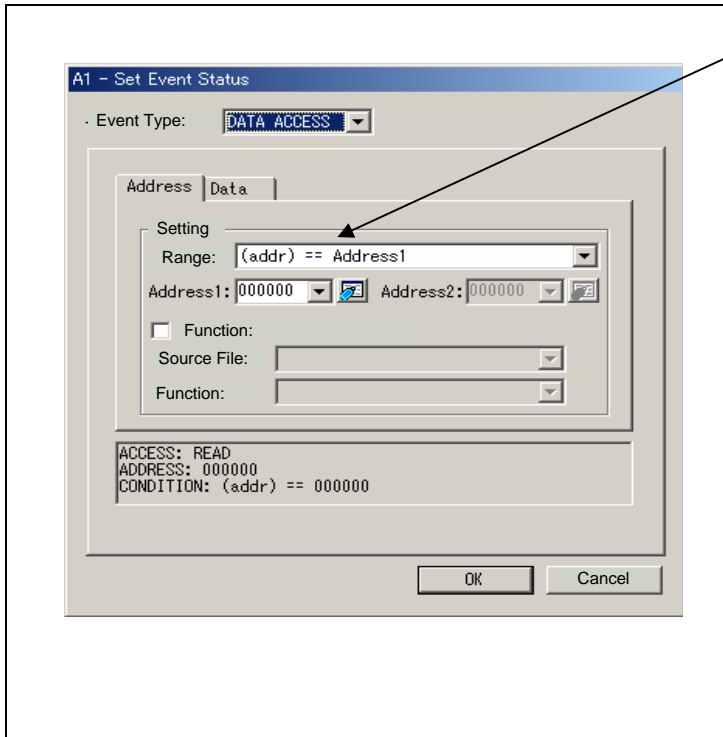 A1 - Set Event Status
Event Type: DATA ACCESS
Address Data
Setting
Range: (addr) == Address1
Address1: 000000 Address2: 000000
Function:
Source File:
Function:
ACCESS: READ
ADDRESS: 000000
CONDITION: (addr) == 000000
OK Cancel